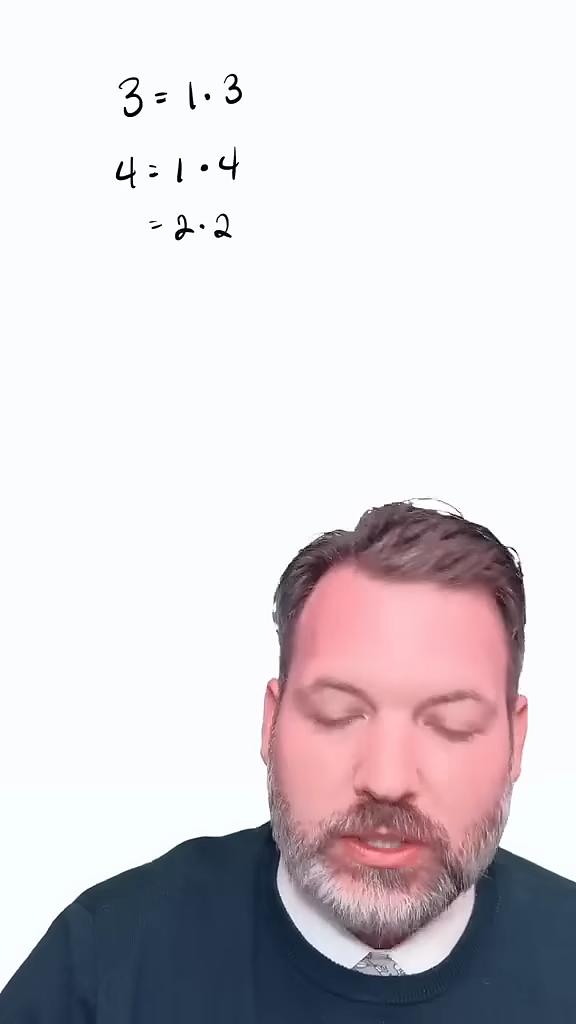 3 = 1 · 3
4 = 1 · 4
= 2 · 2